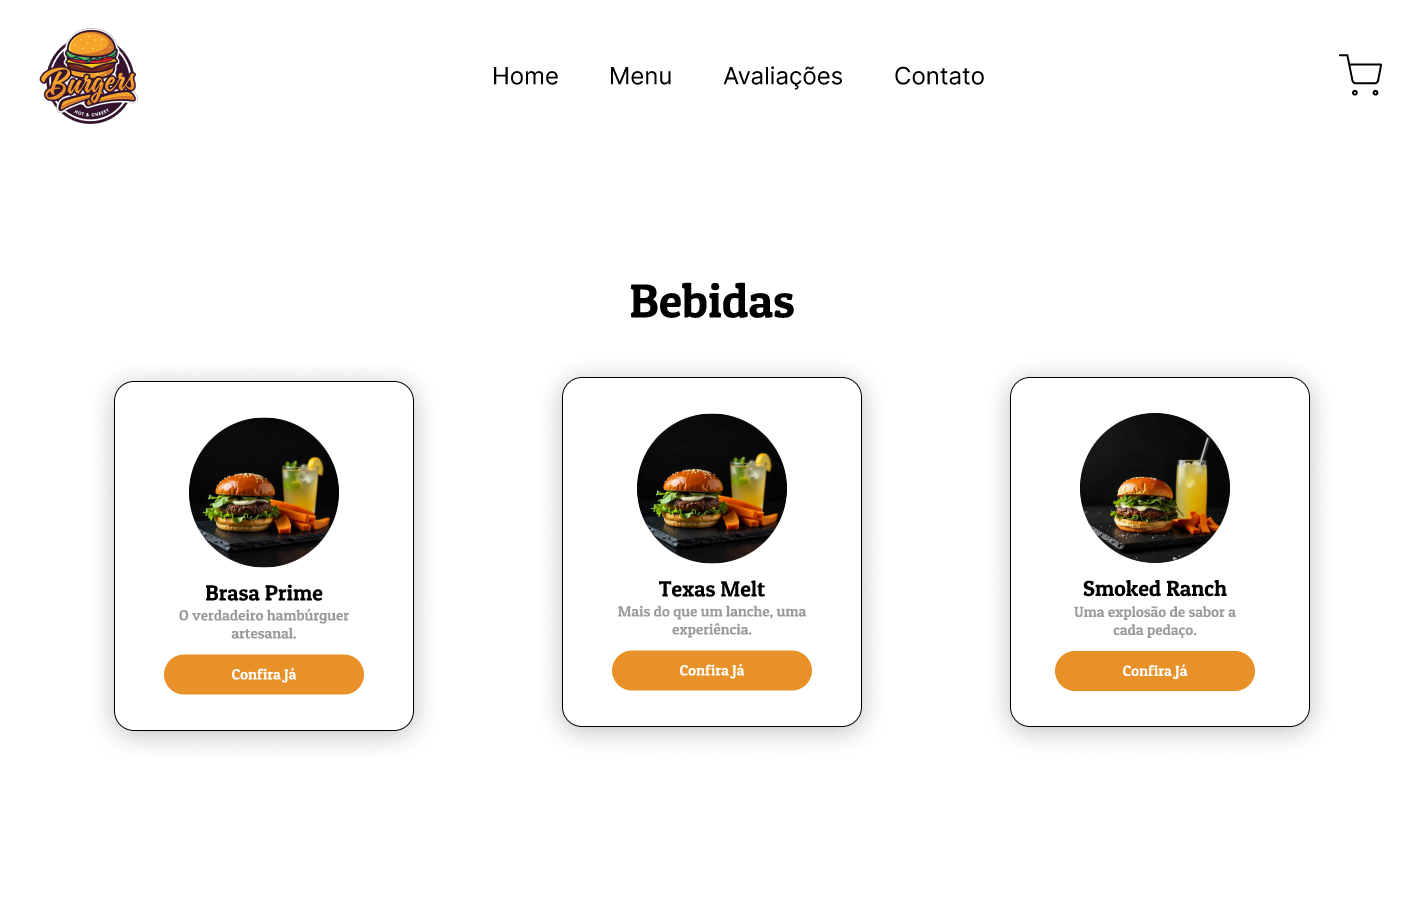 Burgers
HOT & CHEESY
Home
Menu
Avaliações
Contato
Bebidas
Brasa Prime
O verdadeiro hambúrguer
artesanal.
Confira Já
Texas Melt
Mais do que um lanche, uma
experiência.
Confira Já
Smoked Ranch
Uma explosão de sabor a
cada pedaço.
Confira Já